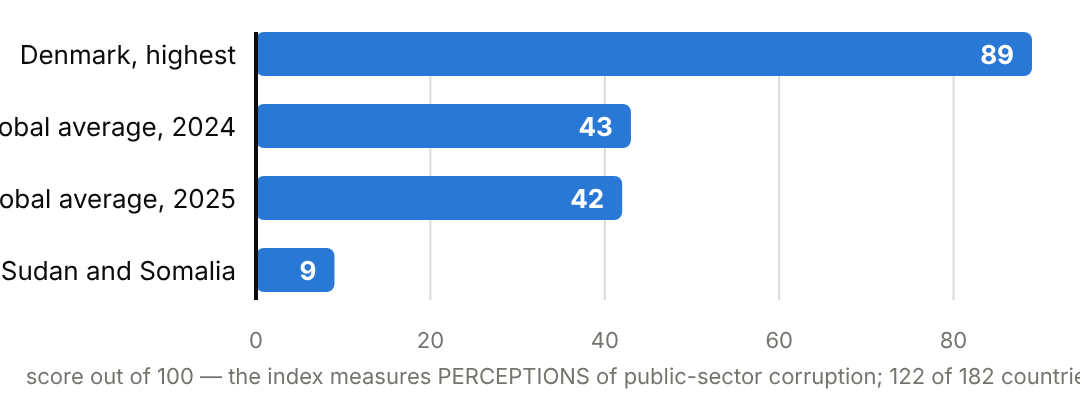 Denmark, highest
89
obal average, 2024
43
obal average, 2025
42
Sudan and Somalia
9
0 20 40 60 80
score out of 100 — the index measures PERCEPTIONS of public-sector corruption; 122 of 182 countrie